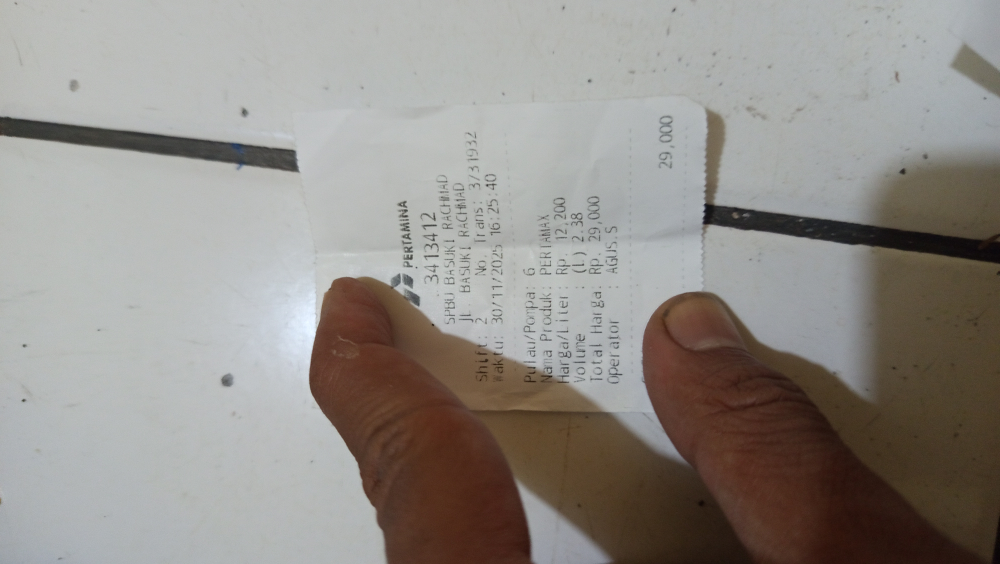 PERTAMINA
3413412
SPBU BASUKI RACHMAD
JL. BASUKI RACHMAD
Shift: 2 No. Trans: 3731932
Waktu: 30/11/2025 16:25:40
Pulau/Pompa: 6
Nama Produk: PERTAMAX
Harga/Liter: Rp. 12,200
Volume : (L) 2.38
Total Harga: Rp. 29,000
Operator : AGUS.S
29,000